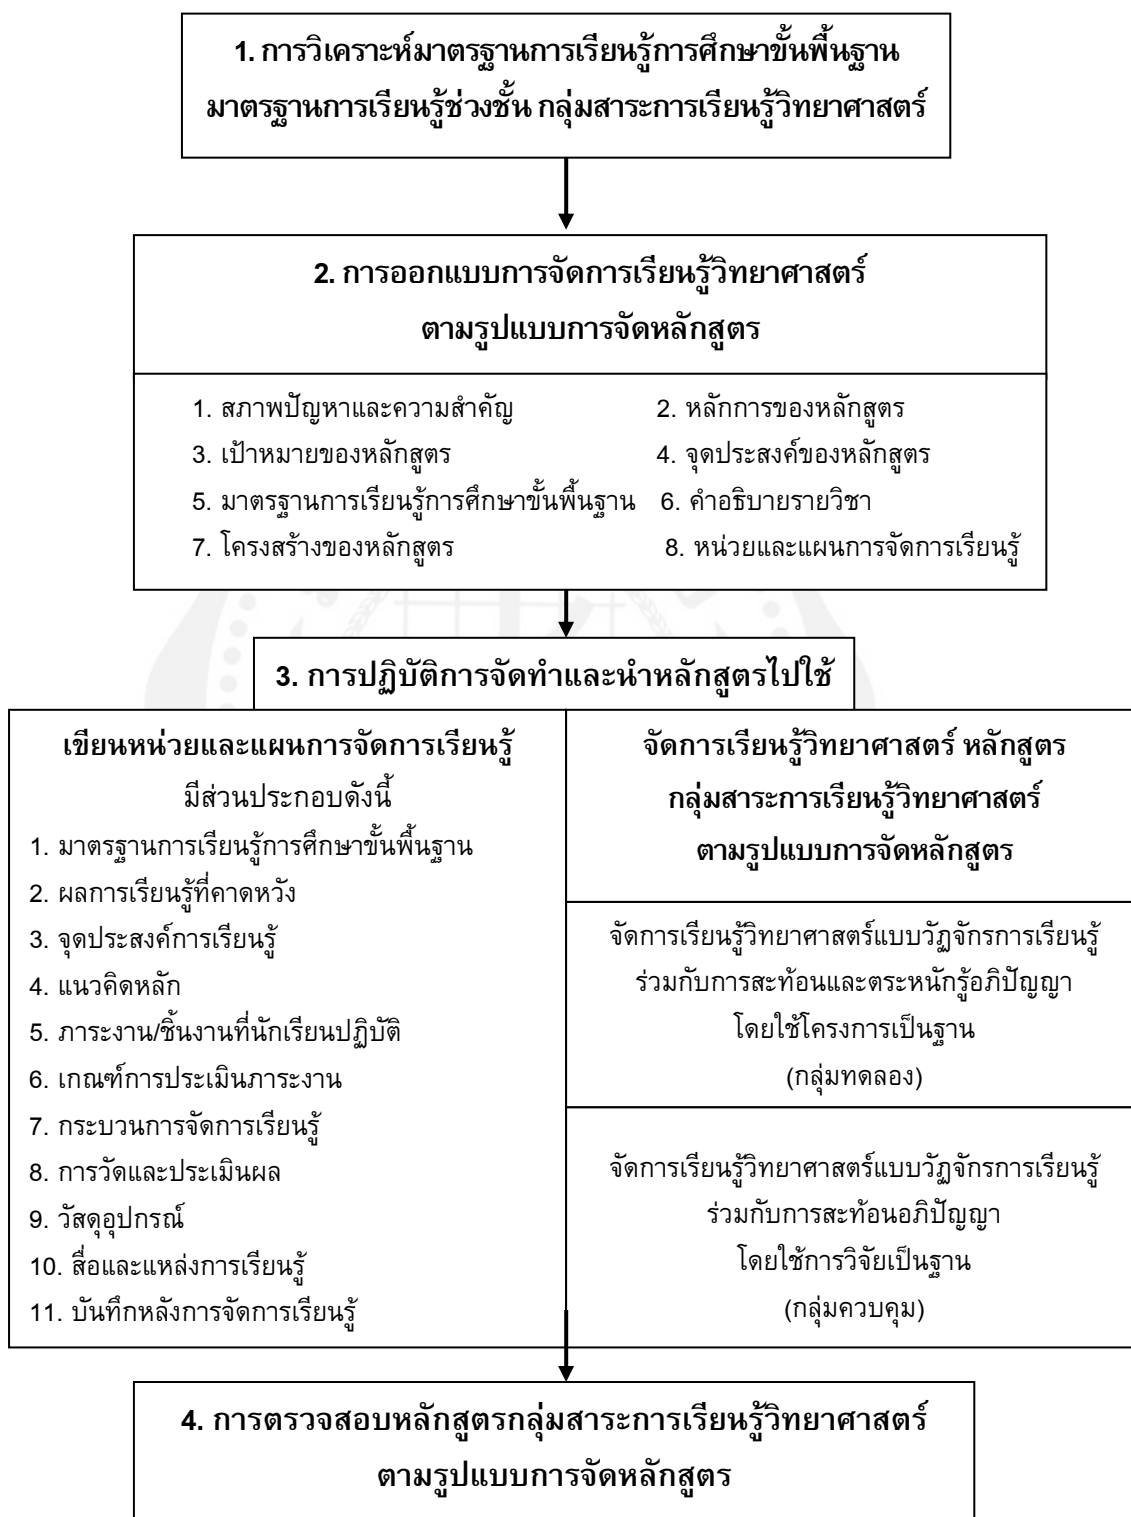 1. การวิเคราะห์มาตรฐานการเรียนรู้การศึกษาขั้นพื้นฐาน
มาตรฐานการเรียนรู้ช่วงชั้น กลุ่มสาระการเรียนรู้วิทยาศาสตร์
2. การออกแบบการจัดการเรียนรู้วิทยาศาสตร์
ตามรูปแบบการจัดหลักสูตร
1. สภาพปัญหาและความสำคัญ 2. หลักการของหลักสูตร
3. เป้าหมายของหลักสูตร 4. จุดประสงค์ของหลักสูตร
5. มาตรฐานการเรียนรู้การศึกษาขั้นพื้นฐาน 6. คำอธิบายรายวิชา
7. โครงสร้างของหลักสูตร 8. หน่วยและแผนการจัดการเรียนรู้
3. การปฏิบัติการจัดทำและนำหลักสูตรไปใช้
เขียนหน่วยและแผนการจัดการเรียนรู้
มีส่วนประกอบดังนี้
1. มาตรฐานการเรียนรู้การศึกษาขั้นพื้นฐาน
2. ผลการเรียนรู้ที่คาดหวัง
3. จุดประสงค์การเรียนรู้
4. แนวคิดหลัก
5. ภาระงาน/ชิ้นงานที่นักเรียนปฏิบัติ
6. เกณฑ์การประเมินภาระงาน
7. กระบวนการจัดการเรียนรู้
8. การวัดและประเมินผล
9. วัสดุอุปกรณ์
10. สื่อและแหล่งการเรียนรู้
11. บันทึกหลังการจัดการเรียนรู้
จัดการเรียนรู้วิทยาศาสตร์ หลักสูตร
กลุ่มสาระการเรียนรู้วิทยาศาสตร์
ตามรูปแบบการจัดหลักสูตร
จัดการเรียนรู้วิทยาศาสตร์แบบวัฏจักรการเรียนรู้
ร่วมกับการสะท้อนและตระหนักรู้อภิปัญญา
โดยใช้โครงการเป็นฐาน
(กลุ่มทดลอง)
จัดการเรียนรู้วิทยาศาสตร์แบบวัฏจักรการเรียนรู้
ร่วมกับการสะท้อนอภิปัญญา
โดยใช้การวิจัยเป็นฐาน
(กลุ่มควบคุม)
4. การตรวจสอบหลักสูตรกลุ่มสาระการเรียนรู้วิทยาศาสตร์
ตามรูปแบบการจัดหลักสูตร